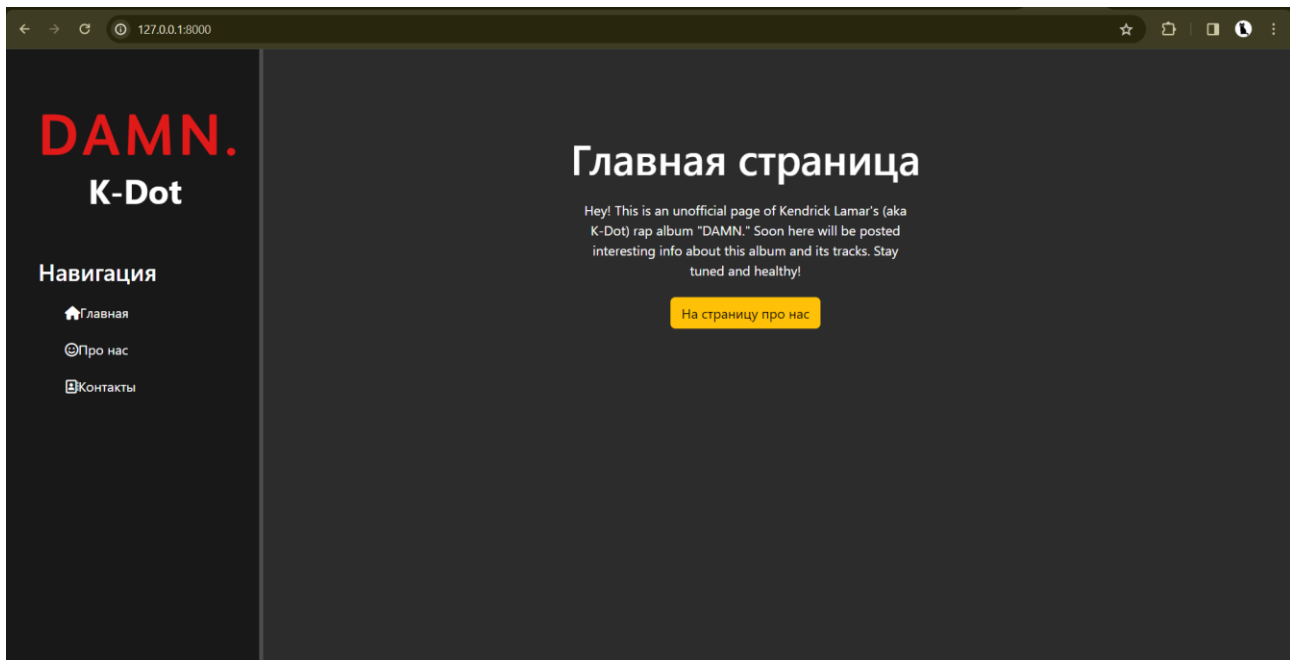 127.0.0.1:8000
DAMN.
K-Dot
Навигация
Главная
Про нас
Контакты
Главная страница
Hey! This is an unofficial page of Kendrick Lamar's (aka
K-Dot) rap album "DAMN." Soon here will be posted
interesting info about this album and its tracks. Stay
tuned and healthy!
На страницу про нас